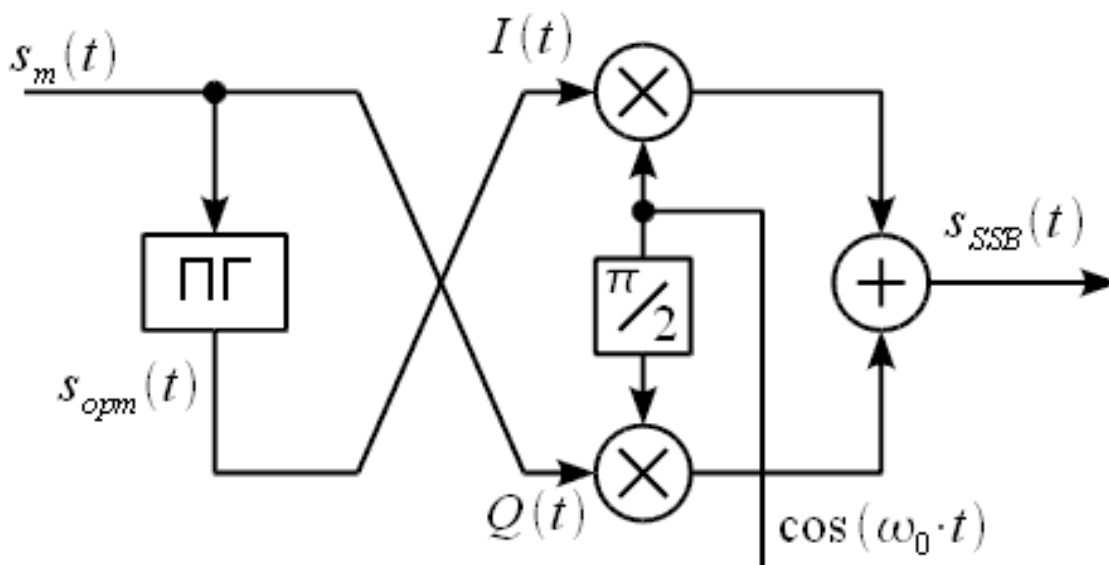 s_m(t)
I(t)
ПГ
π/2
s_SSB(t)
s_opm(t)
Q(t)
cos(ω_0·t)